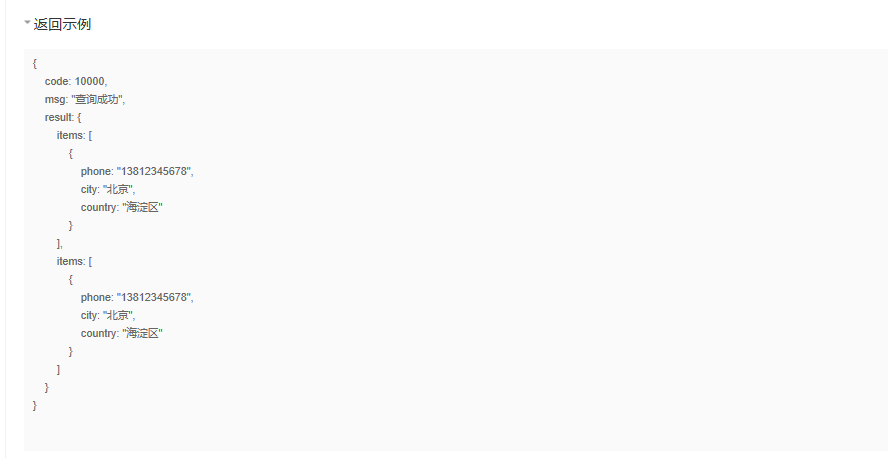 返回示例
{
code: 10000,
msg: "查询成功",
result: {
items: [
{
phone: "13812345678",
city: "北京",
country: "海淀区"
}
],
items: [
{
phone: "13812345678",
city: "北京",
country: "海淀区"
}
]
}
}